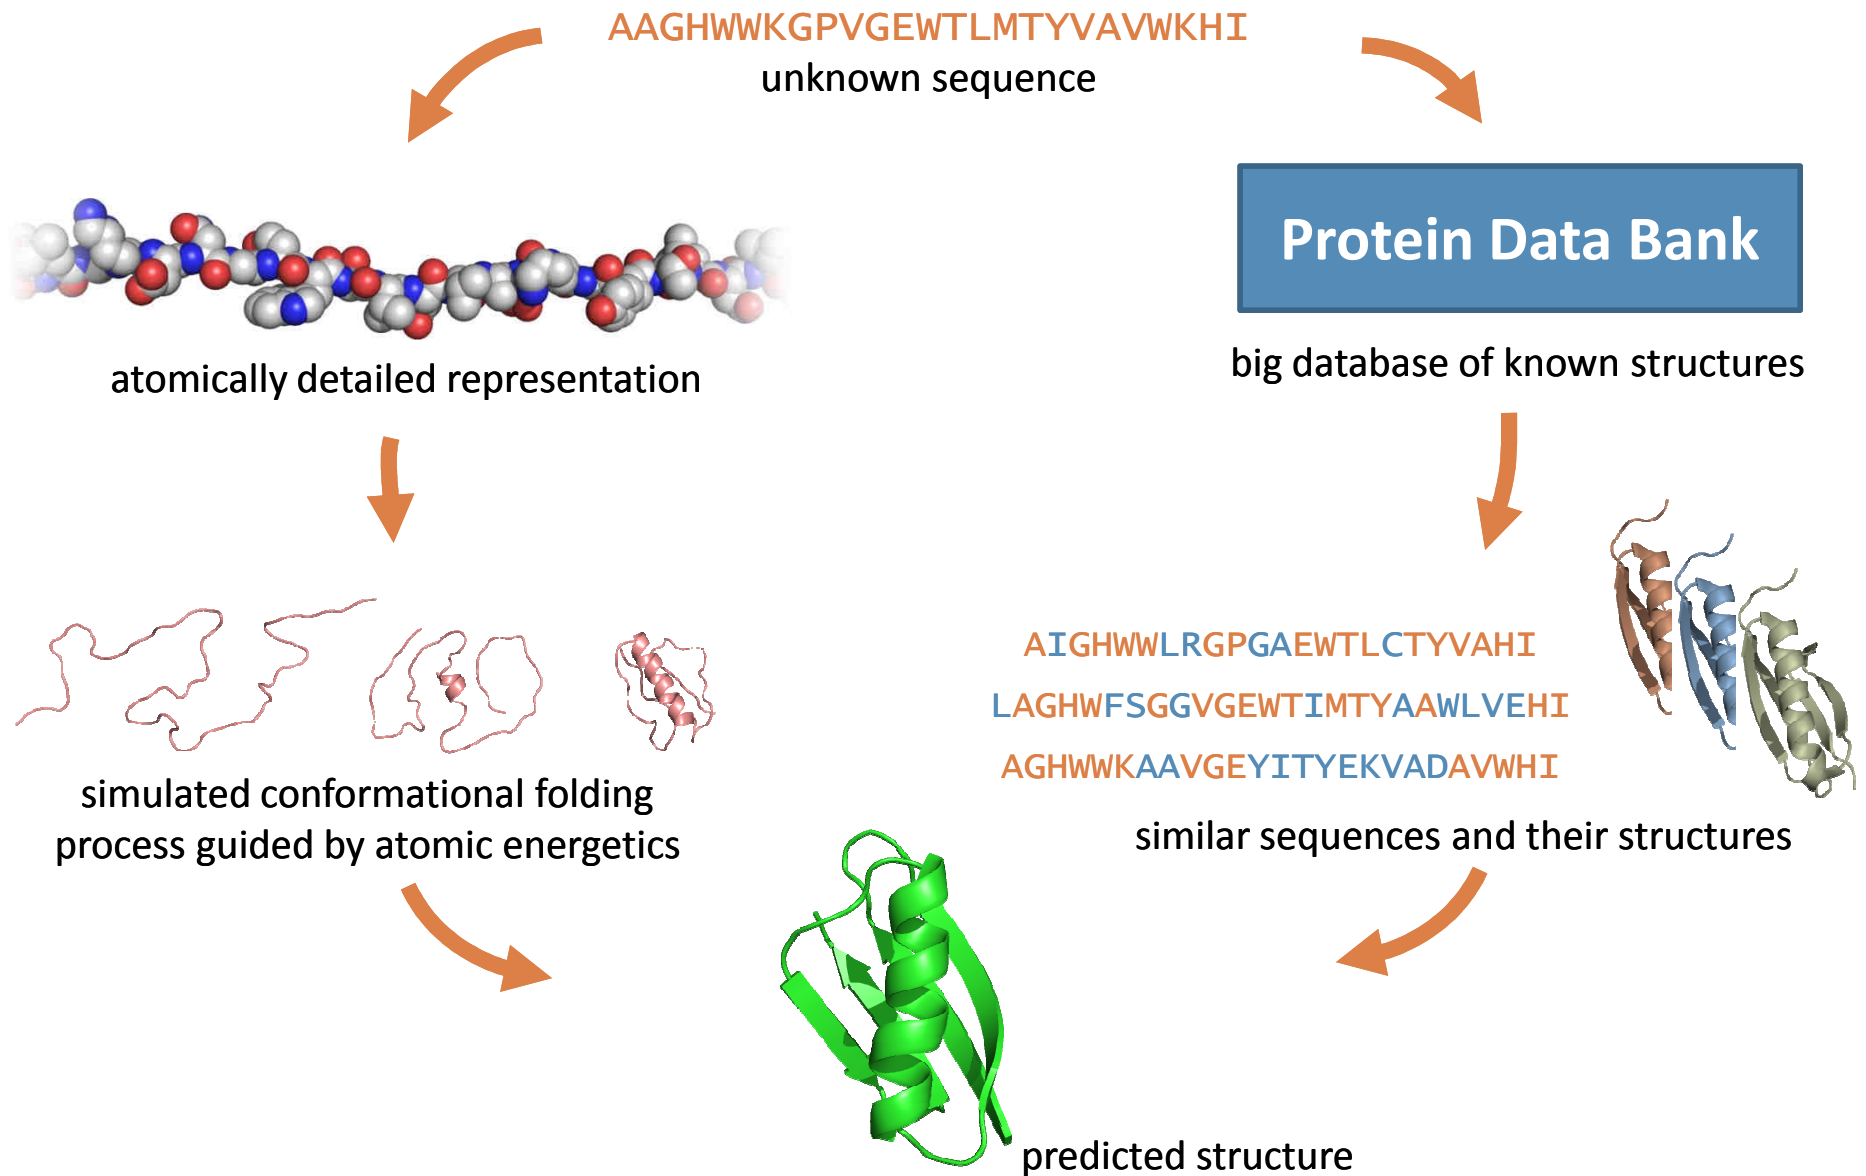 AAGHWWKGPVGEWTLMTYVAVWKHI
unknown sequence
Protein Data Bank
atomically detailed representation
big database of known structures
AIGHWWLRGPGAEWTLCTYVAHI
LAGHWFSGGVGEWTIMTYAAWLVEHI
AGHWWKAAVGEYITYEKVADAVWHI
simulated conformational folding
process guided by atomic energetics
similar sequences and their structures
predicted structure